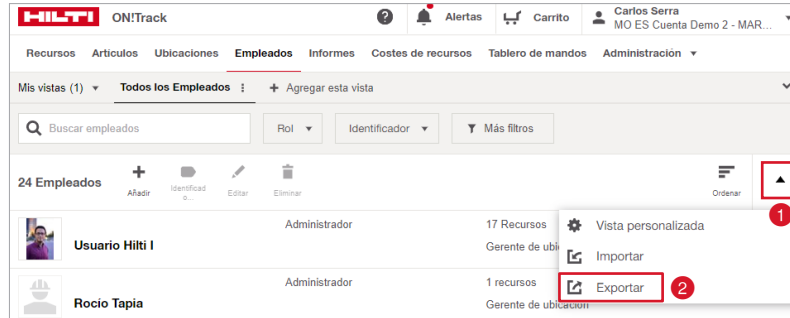 HILTI ON!Track Alertas Carrito Carlos Serra
MO ES Cuenta Demo 2 - MAR...
Recursos Artículos Ubicaciones Empleados Informes Costes de recursos Tablero de mandos Administración
Mis vistas (1) Todos los Empleados + Agregar esta vista
Buscar empleados Rol Identificador Más filtros
24 Empleados Añadir Identificad o... Editar Eliminar Ordenar
1
Usuario Hilti I Administrador 17 Recursos
Gerente de ubi
Vista personalizada
Importar
Exportar 2
Rocío Tapia Administrador 1 recursos
Gerente de ubicación